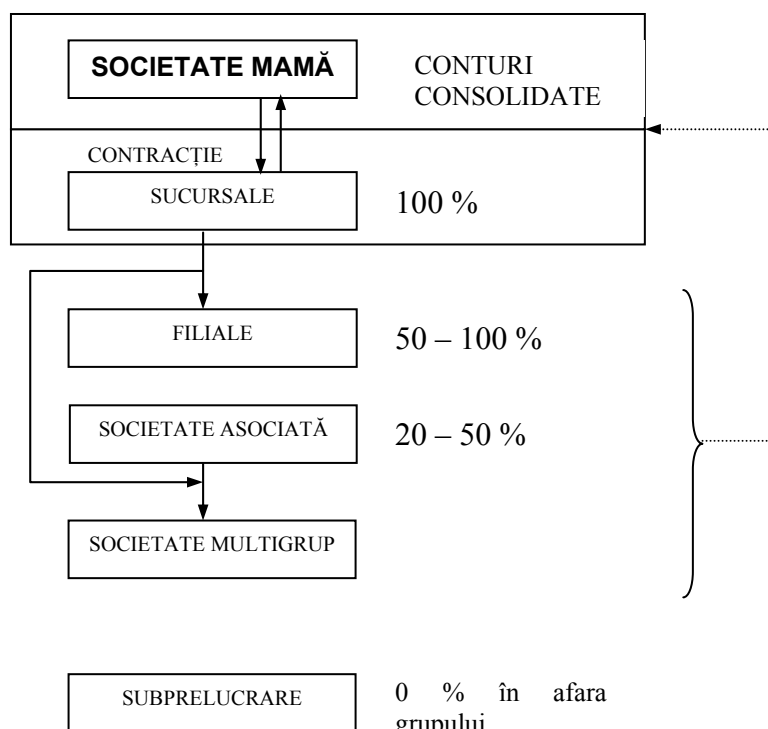 SOCIETATE MAMĂ
CONTURI
CONSOLIDATE
CONTRACȚIE
SUCURSALE
100 %
FILIALE
50 – 100 %
SOCIETATE ASOCIATĂ
20 – 50 %
SOCIETATE MULTIGRUP
SUBPRELUCRARE
0 % în afara
grupului